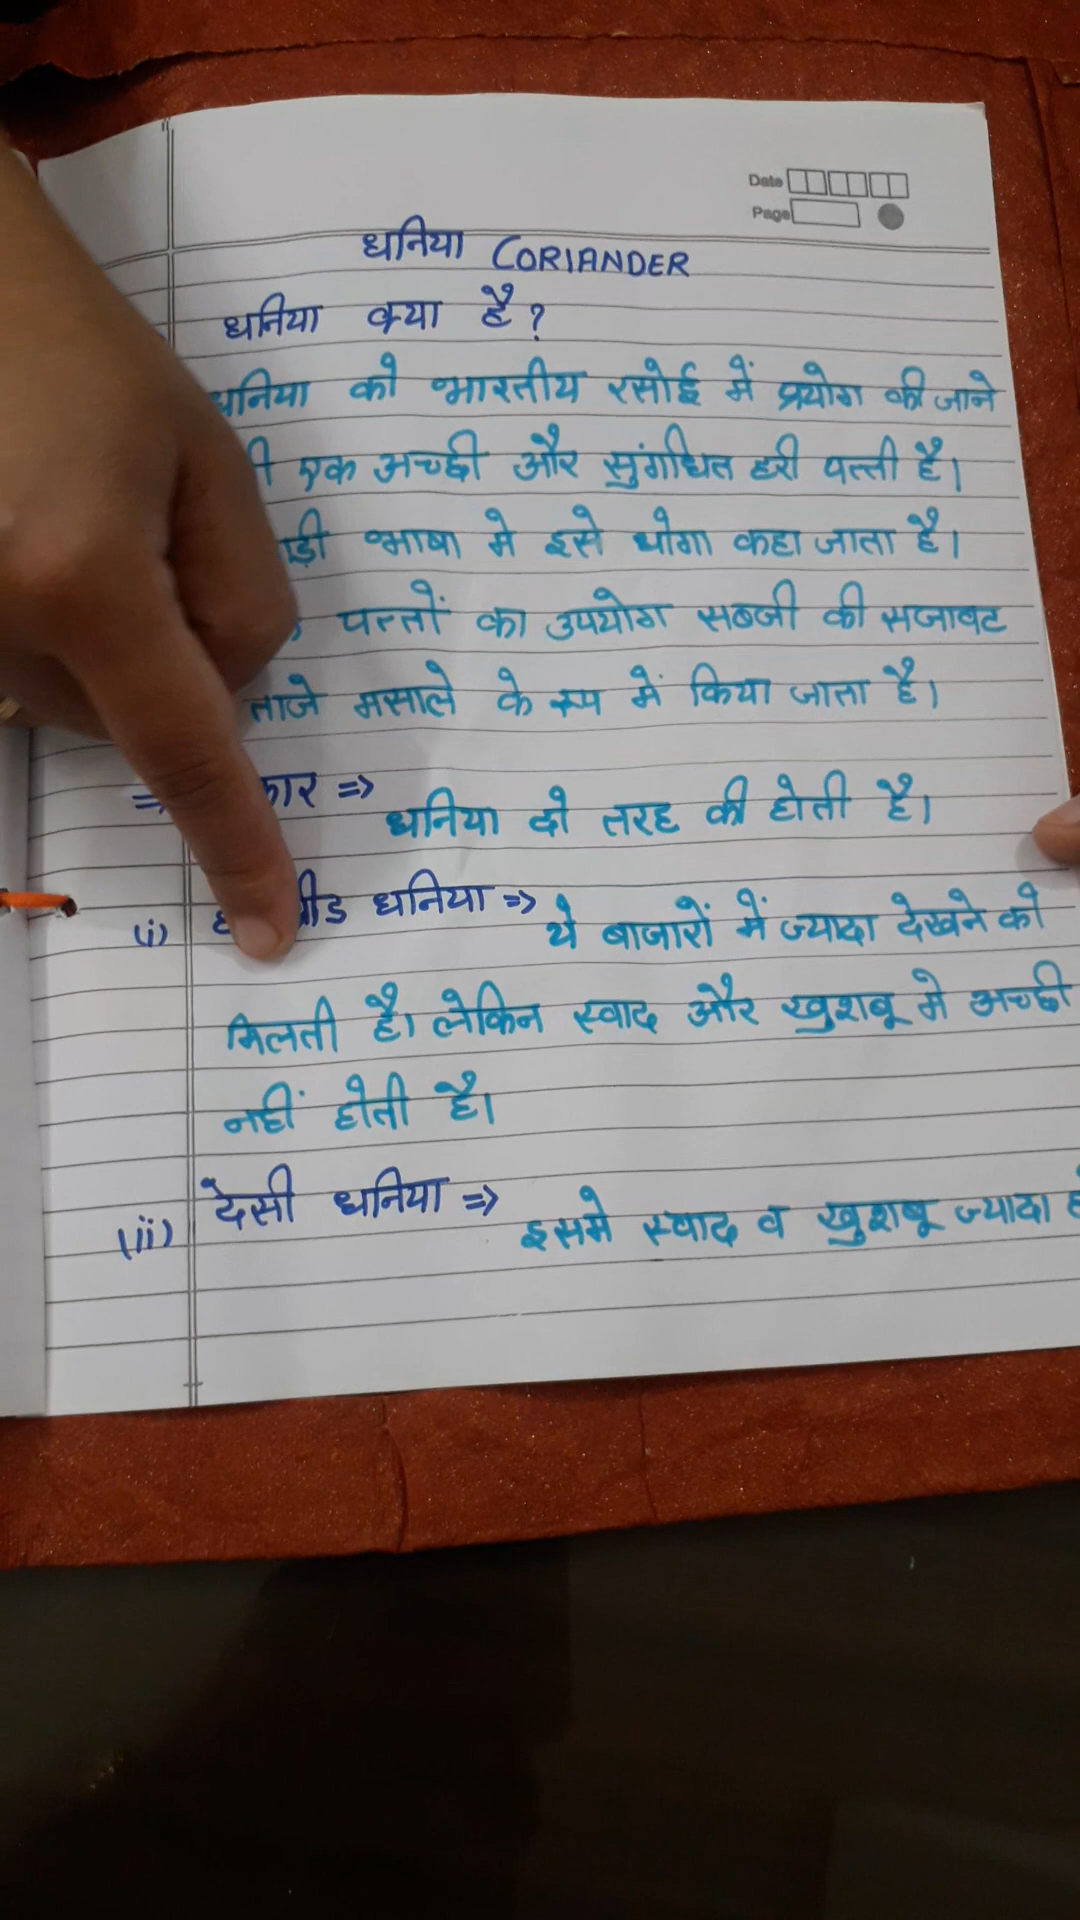 Date
Page
धनिया CORIANDER
धनिया क्या है?
धनिया को भारतीय रसोई में प्रयोग की जाने
एक अच्छी और सुंगधित हरी पत्ती है।
भाषा मे इसे धोगा कहा जाता है।
पत्तों का उपयोग सब्जी की सजावट
ताजे मसाले के रूप में किया जाता है।
=> कार =>
धनिया दो तरह की होती है।
(i) धनिया =>
ये बाजारों में ज्यादा देखने को
मिलती है। लेकिन स्वाद और खुशबू मे अच्छी
नहीं होती है।
(ii) देसी धनिया =>
इसमे स्वाद व खुशबू ज्यादा